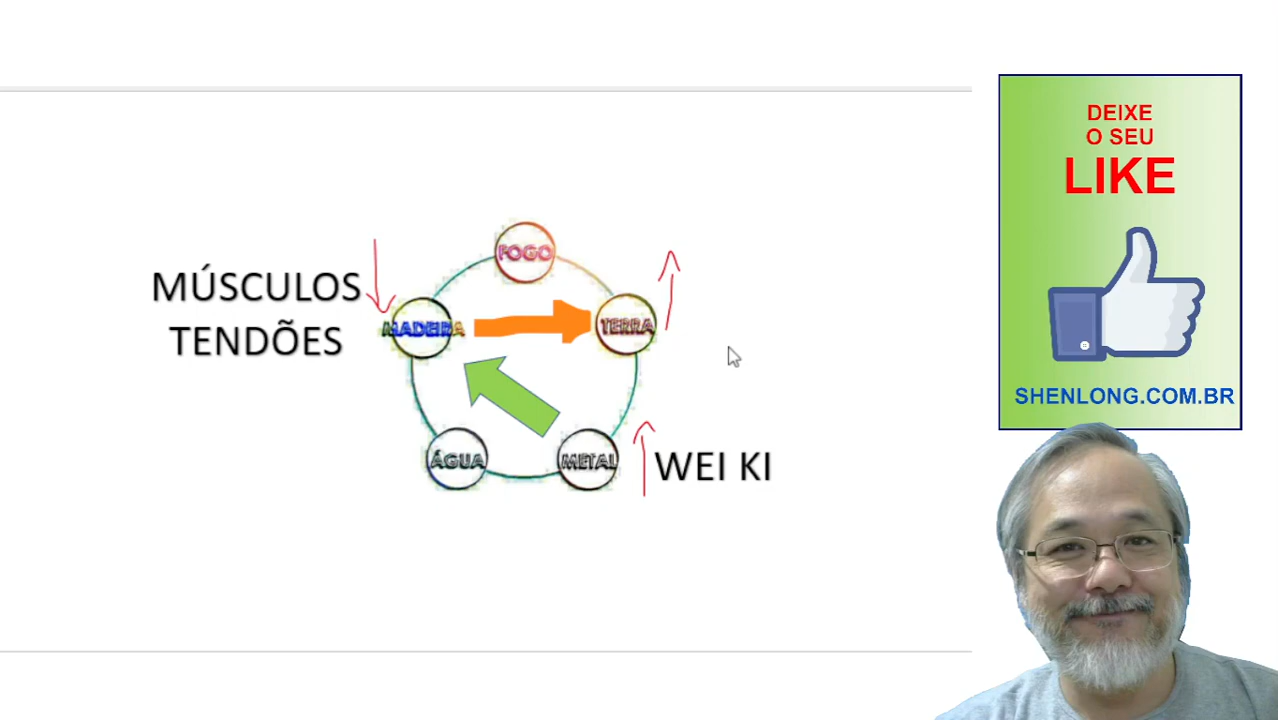 MÚSCULOS
TENDÕES
FOGO
MADEIRA
TERRA
ÁGUA
METAL
WEI KI
DEIXE
O SEU
LIKE
SHENLONG.COM.BR